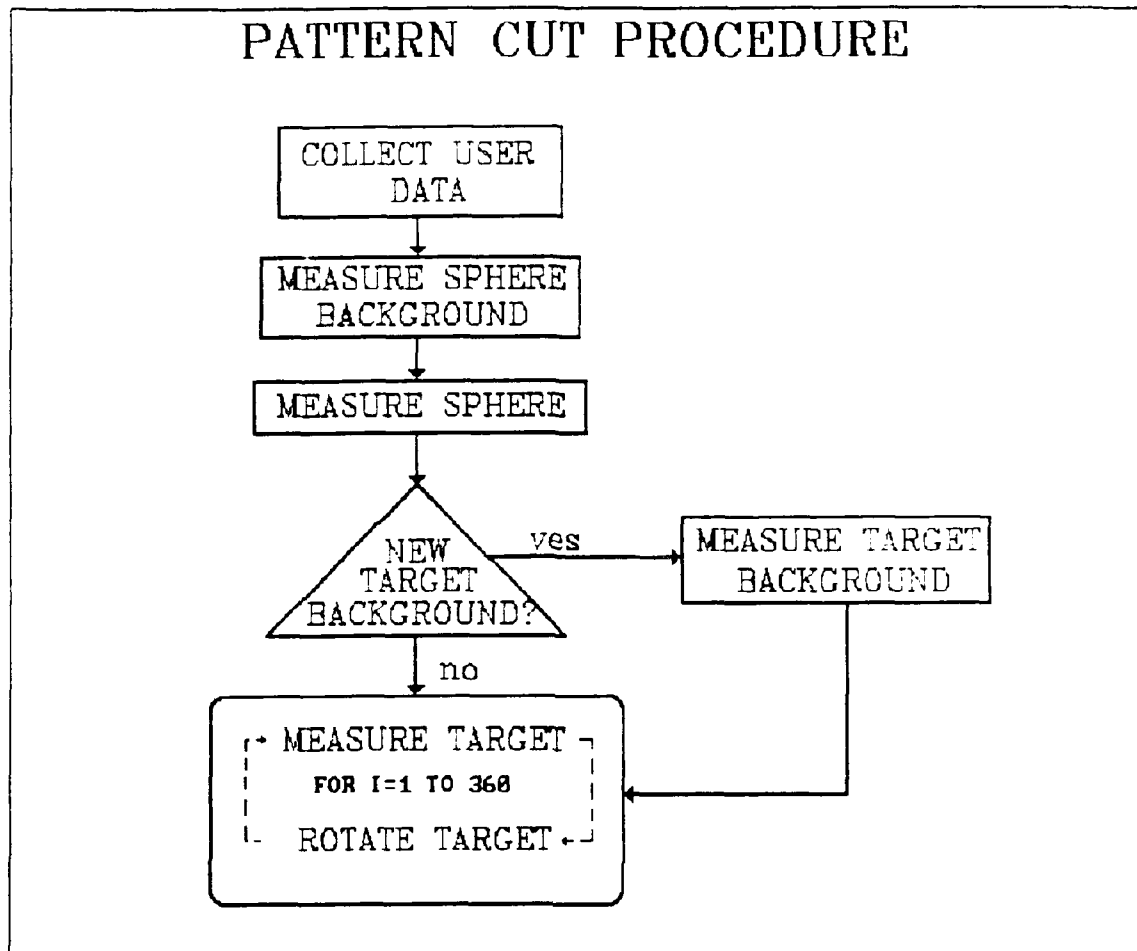 PATTERN CUT PROCEDURE
COLLECT USER
DATA
MEASURE SPHERE
BACKGROUND
MEASURE SPHERE
NEW
TARGET
BACKGROUND?
yes
MEASURE TARGET
BACKGROUND
no
MEASURE TARGET
FOR I=1 TO 360
ROTATE TARGET